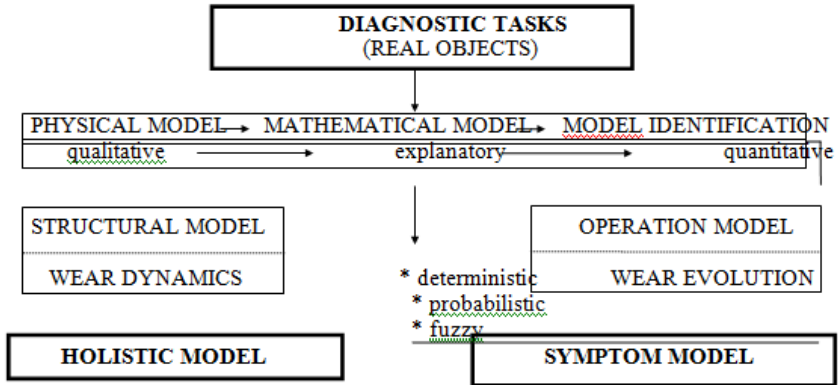 DIAGNOSTIC TASKS
(REAL OBJECTS)
PHYSICAL MODEL MATHEMATICAL MODEL MODEL IDENTIFICATION
qualitative explanatory quantitative
STRUCTURAL MODEL
WEAR DYNAMICS
OPERATION MODEL
WEAR EVOLUTION
* deterministic
* probabilistic
* fuzzy
HOLISTIC MODEL
SYMPTOM MODEL